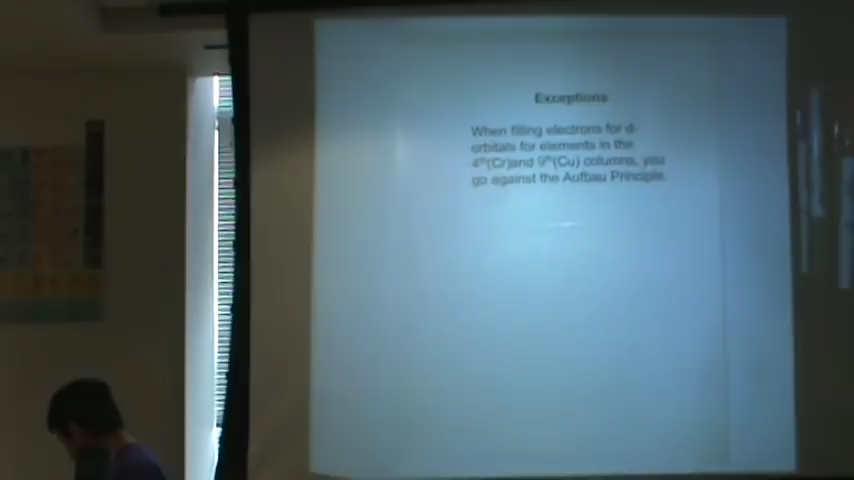 Exceptions
When filling electrons for d-
orbitals for elements in the
4th(Cr)and 9th(Cu) columns, you
go against the Aufbau Principle.